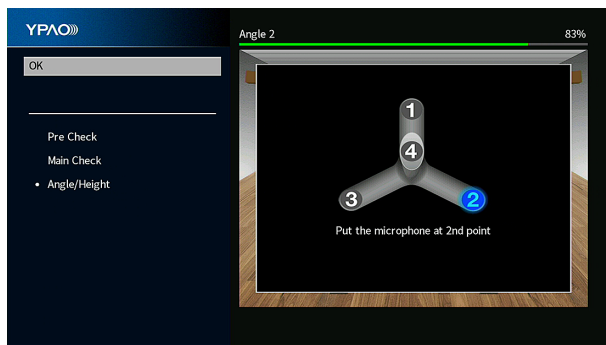 YPAO
OK
Pre Check
Main Check
• Angle/Height
Angle 2 83%
1
4
3 2
Put the microphone at 2nd point